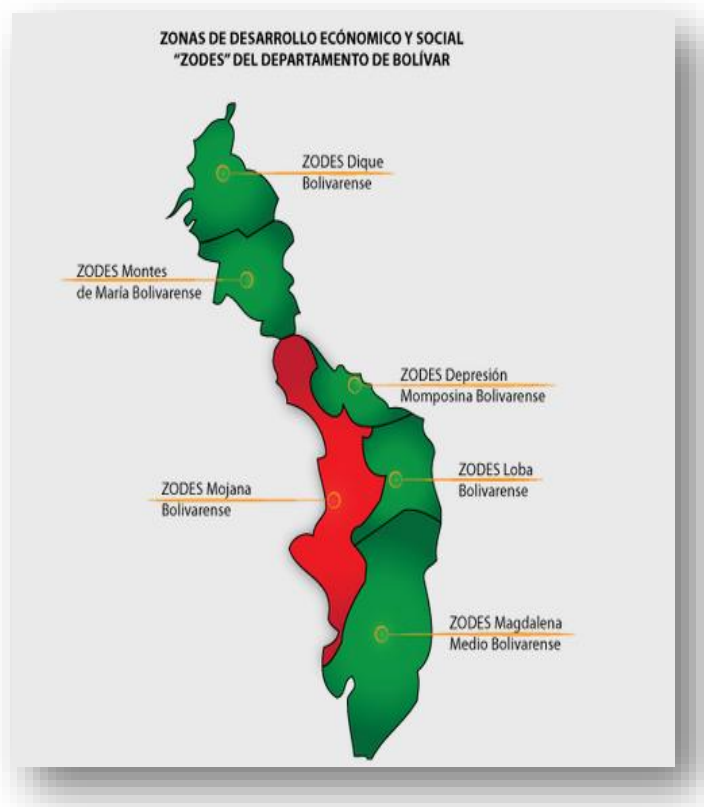 ZONAS DE DESARROLLO ECÓNOMICO Y SOCIAL
“ZODES” DEL DEPARTAMENTO DE BOLÍVAR
ZODES Dique
Bolivarense
ZODES Montes
de María Bolivarense
ZODES Depresión
Momposina Bolivarense
ZODES Loba
Bolivarense
ZODES Mojana
Bolivarense
ZODES Magdalena
Medio Bolivarense